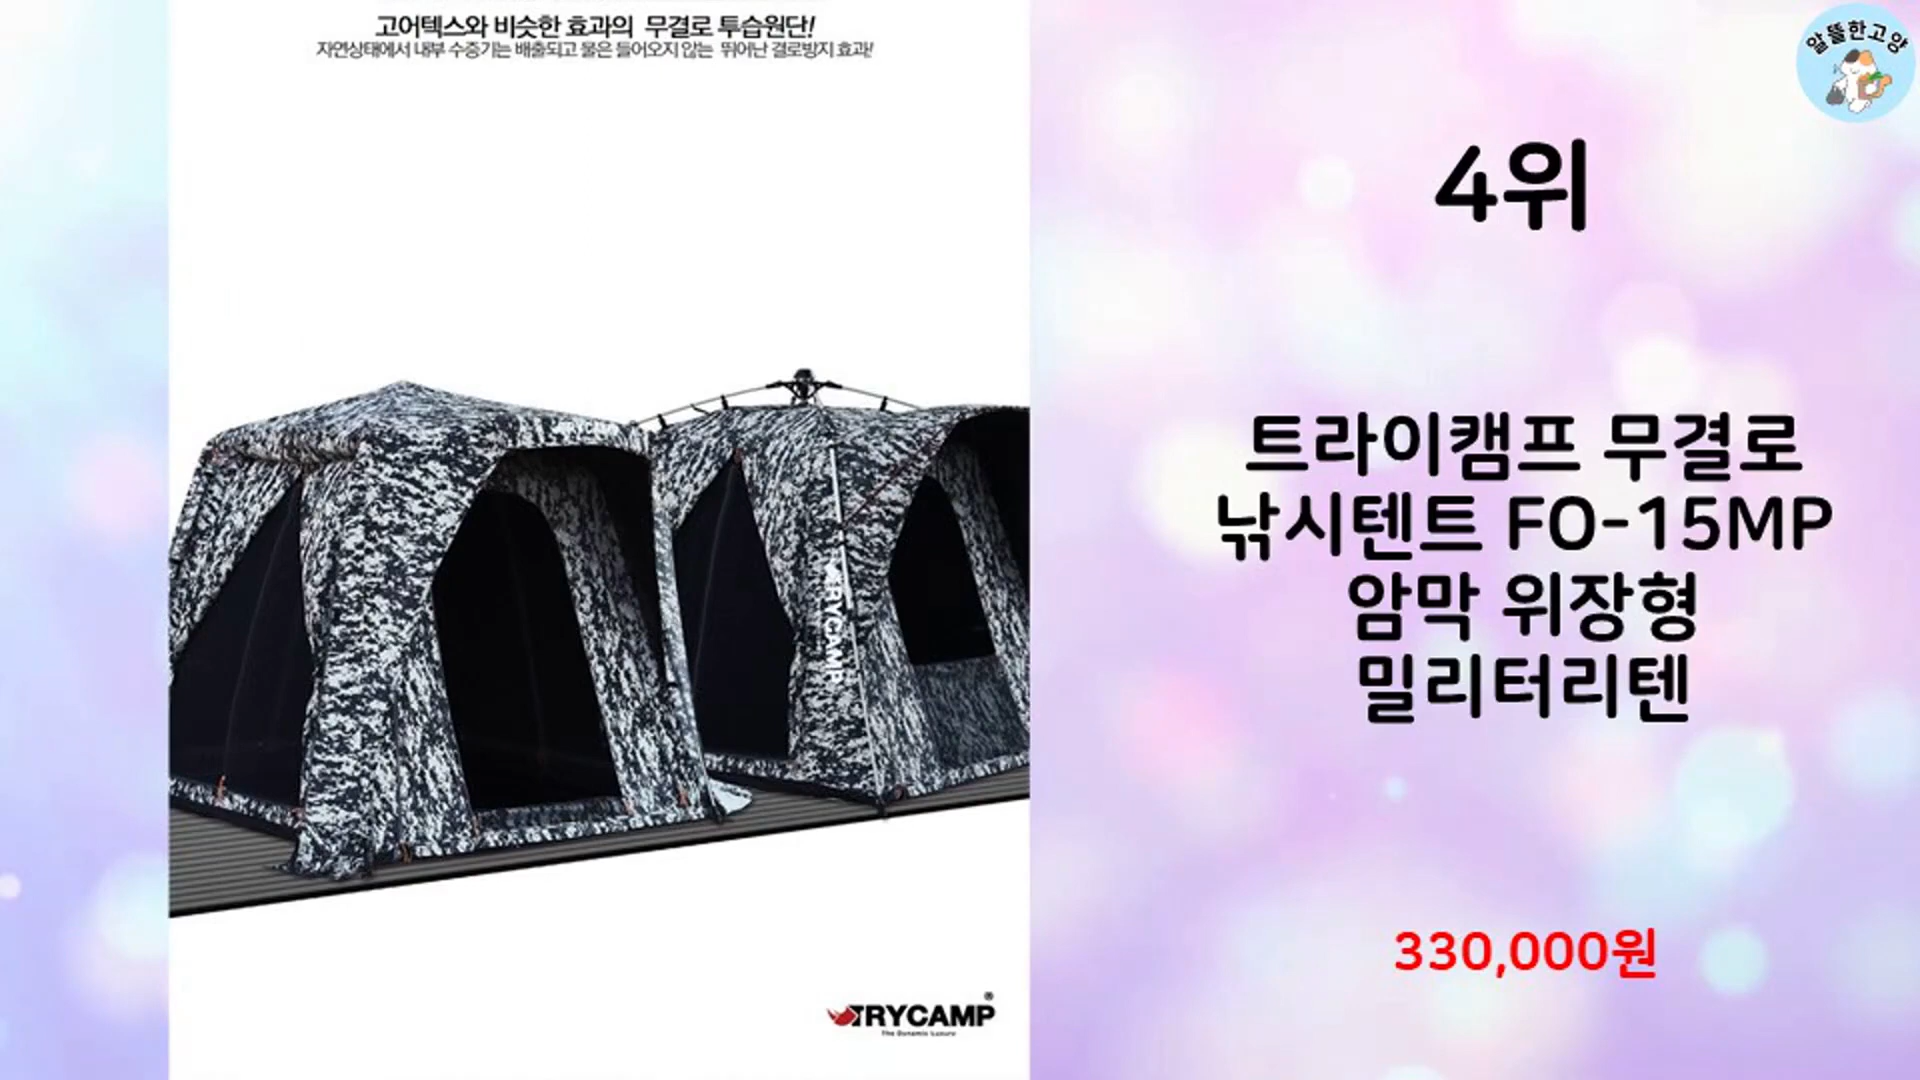 고어텍스와 비슷한 효과의 무결로 투습원단!
자연상태에서 내부 수증기는 배출되고 물은 들어오지 않는 뛰어난 결로방지 효과!
알뜰한고양
4위
트라이캠프 무결로
낚시텐트 FO-15MP
암막 위장형
밀리터리텐
330,000원
TRYCAMP
TRYCAMP
TRYCAMP®
The Dynamic Luxury